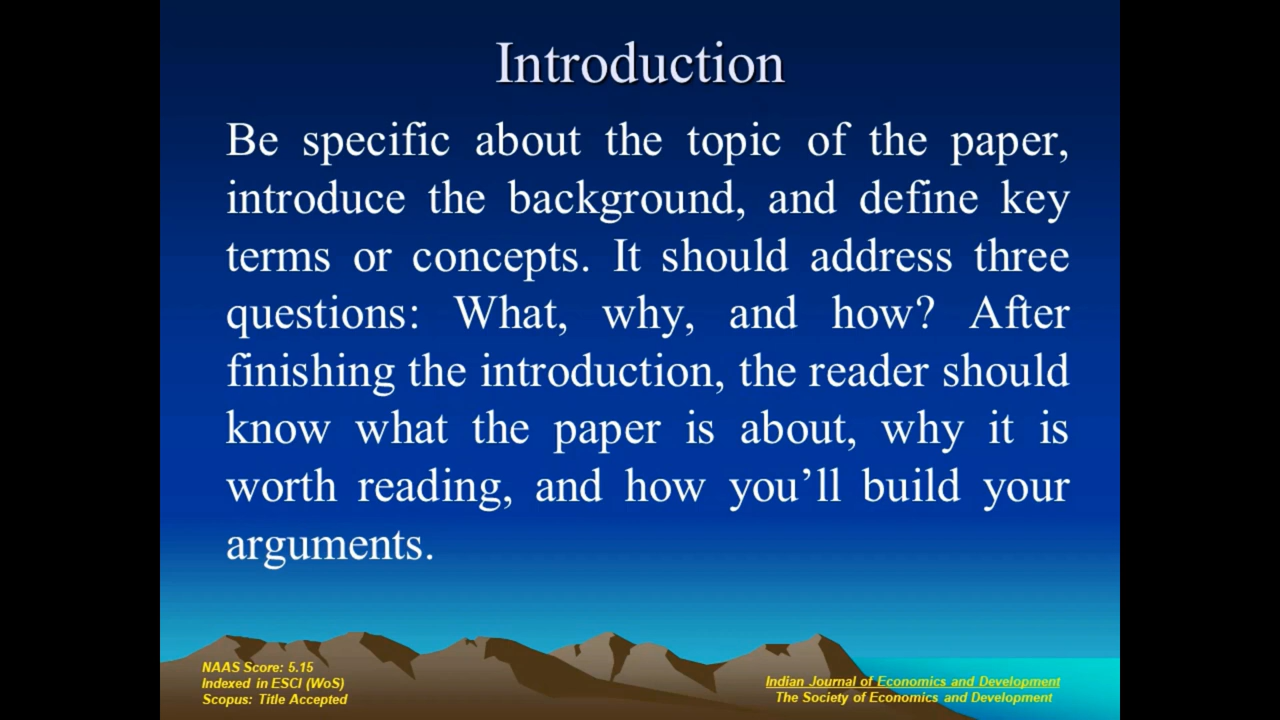 Introduction
Be specific about the topic of the paper,
introduce the background, and define key
terms or concepts. It should address three
questions: What, why, and how? After
finishing the introduction, the reader should
know what the paper is about, why it is
worth reading, and how you’ll build your
arguments.
NAAS Score: 5.15
Indexed in ESCI (WoS)
Scopus: Title Accepted
Indian Journal of Economics and Development
The Society of Economics and Development